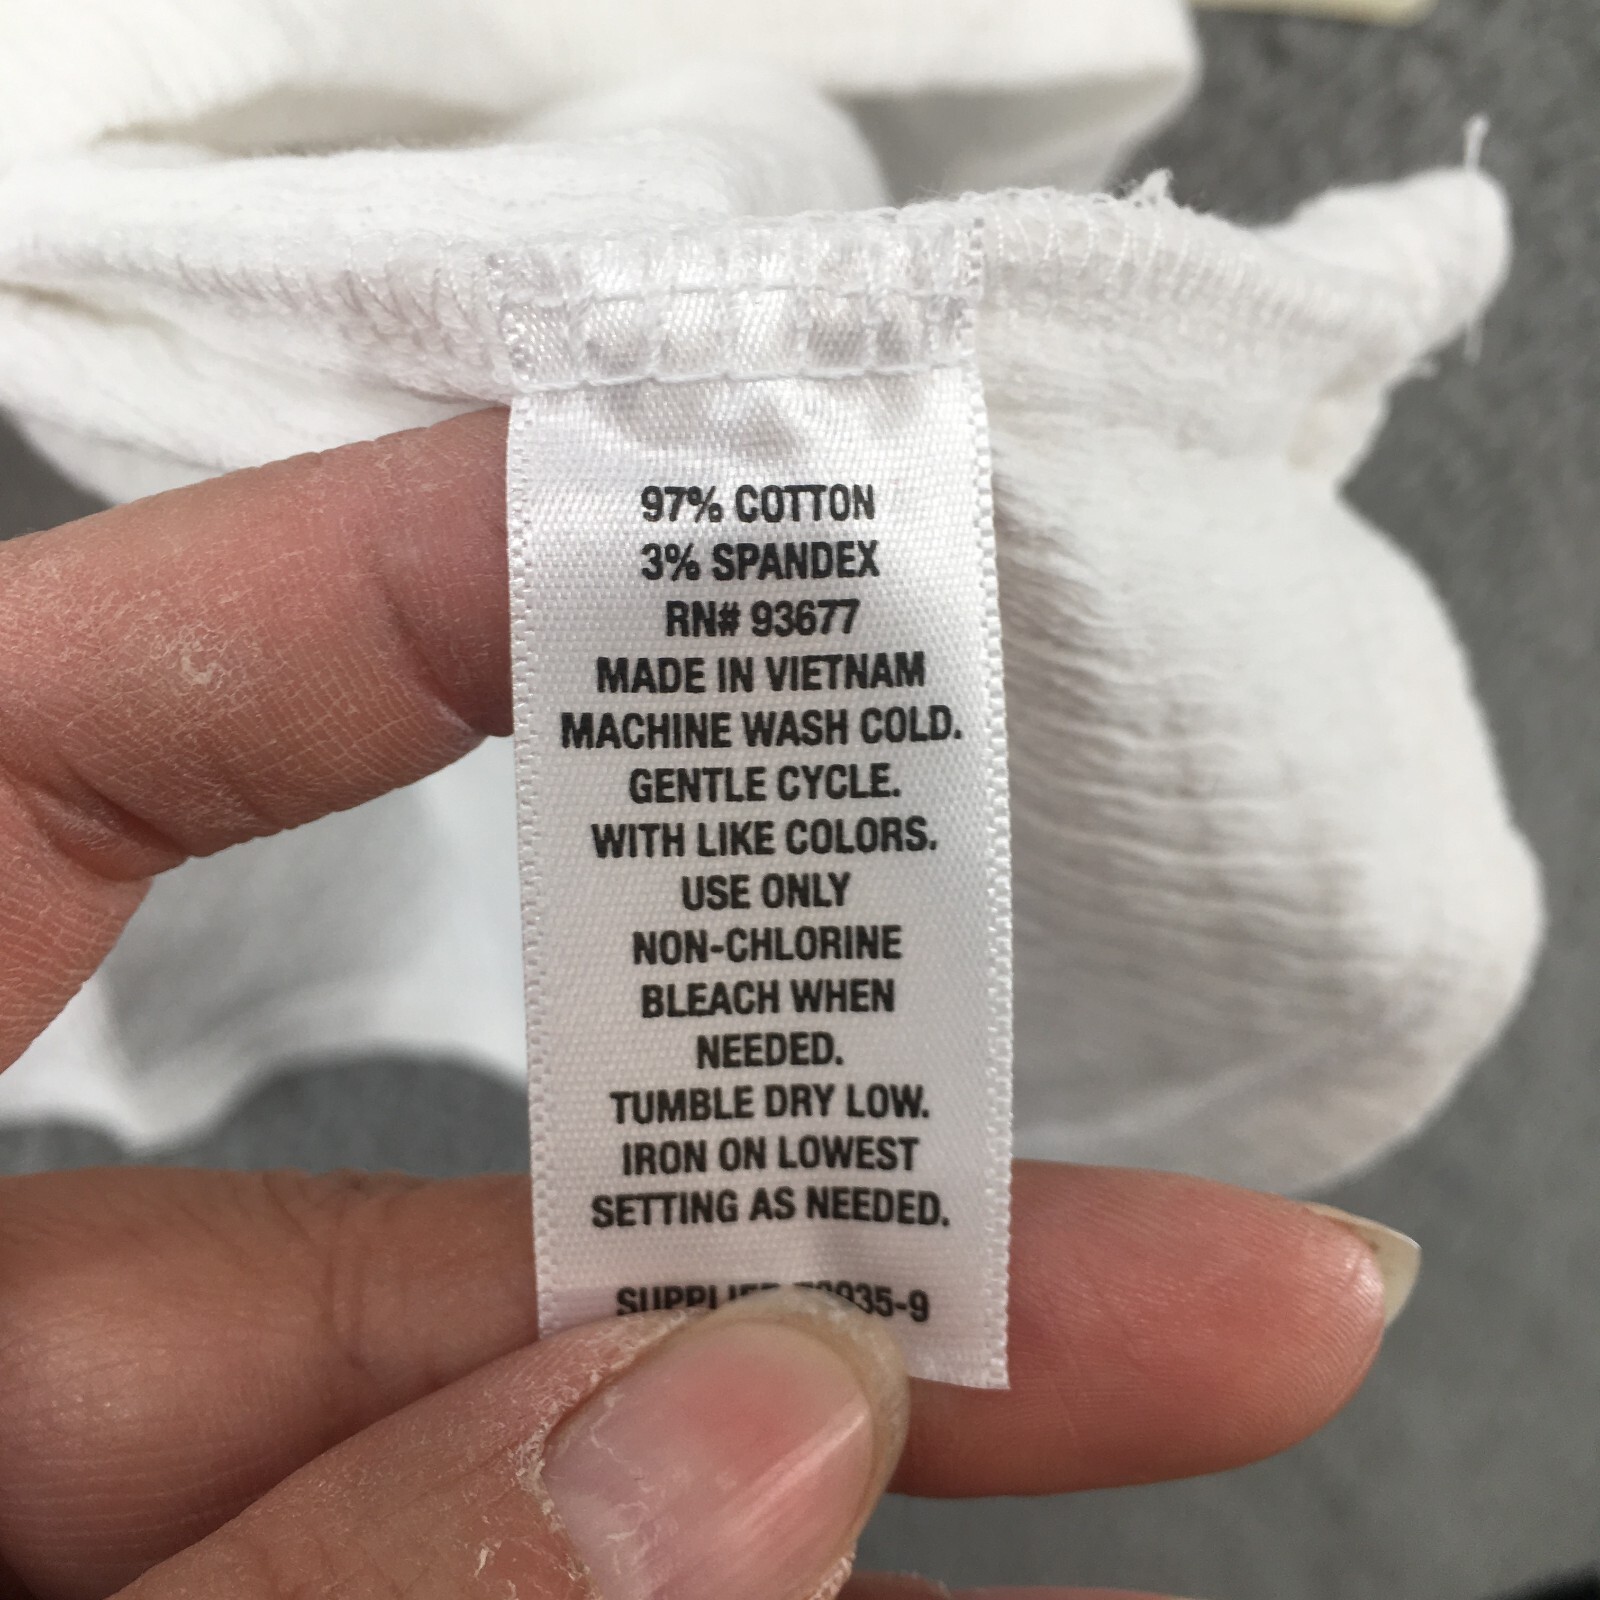 97% COTTON
3% SPANDEX
RN# 93677
MADE IN VIETNAM
MACHINE WASH COLD.
GENTLE CYCLE.
WITH LIKE COLORS.
USE ONLY
NON-CHLORINE
BLEACH WHEN
NEEDED.
TUMBLE DRY LOW.
IRON ON LOWEST
SETTING AS NEEDED.
SUPPLIER